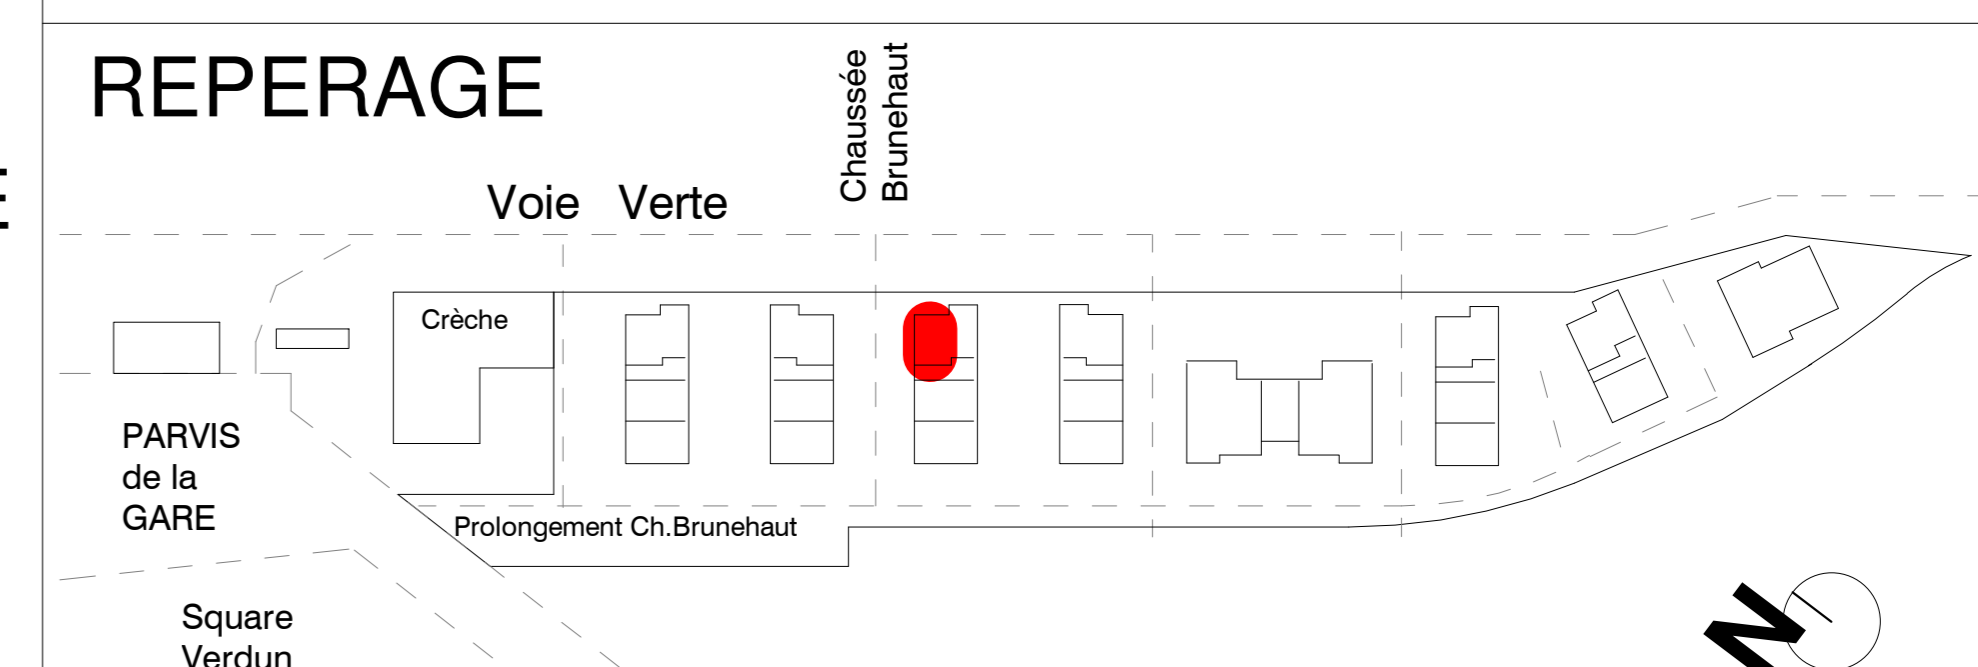 REPERAGE
Chaussée
Brunehaut
Voie Verte
Crèche
PARVIS
de la
GARE
Prolongement Ch.Brunehaut
Square
Verdun
N